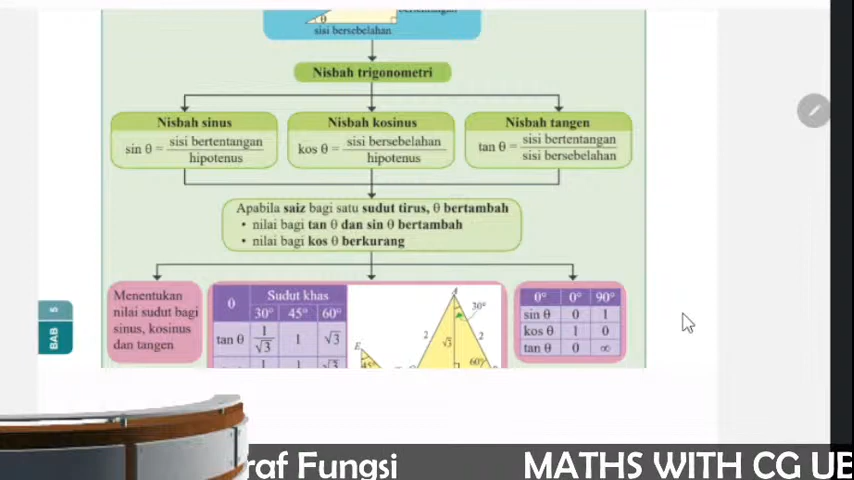 θ
sisi bersebelahan
Nisbah trigonometri
Nisbah sinus
sin θ = sisi bertentangan
hipotenus
Nisbah kosinus
kos θ = sisi bersebelahan
hipotenus
Nisbah tangen
tan θ = sisi bertentangan
sisi bersebelahan
Apabila saiz bagi satu sudut tirus, θ bertambah
• nilai bagi tan θ dan sin θ bertambah
• nilai bagi kos θ berkurang
Menentukan
nilai sudut bagi
sinus, kosinus
dan tangen
θ Sudut khas
30° 45° 60°
tan θ 1/√3 1 √3
A
30°
2 √3 2
60°
E
45°
0° 0° 90°
sin θ 0 1
kos θ 1 0
tan θ 0 ∞
BAB 5
raf Fungsi MATHS WITH CG UE